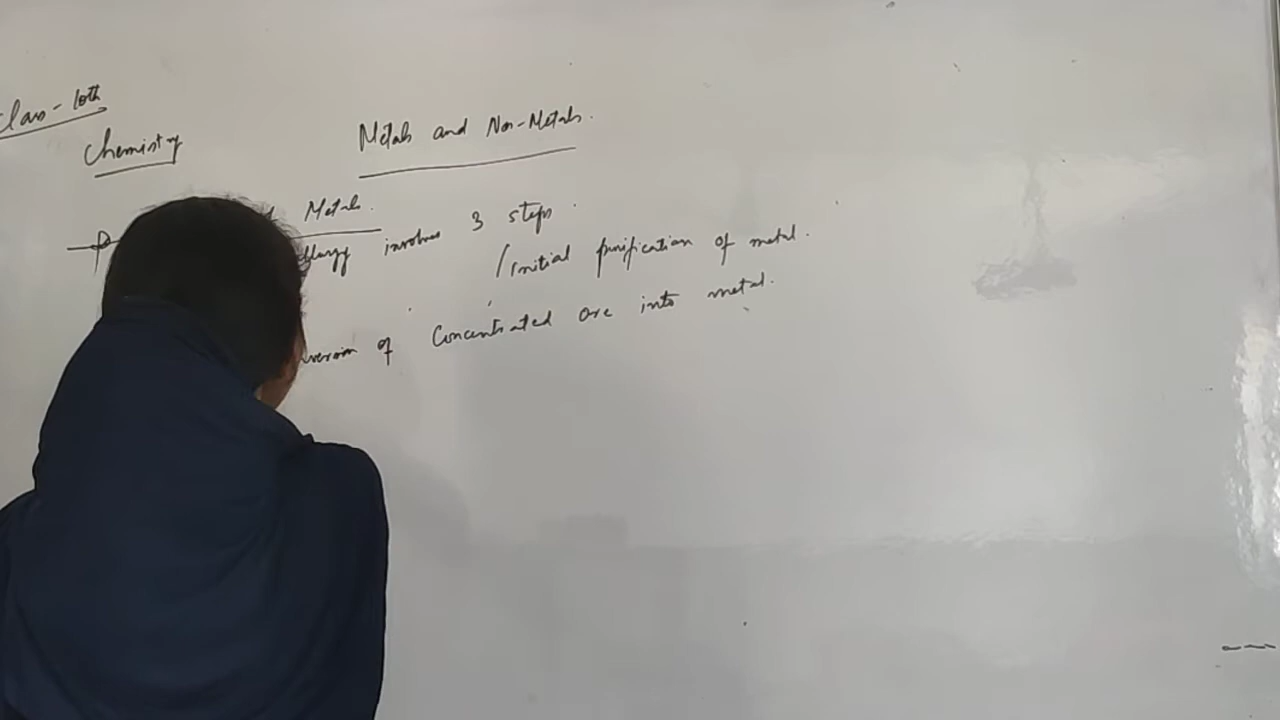 Class-10th
Chemistry
Metals and Non-Metals.
Metals.
involves 3 steps.
/ Initial purification of metal.
of Concentrated ore into metal.